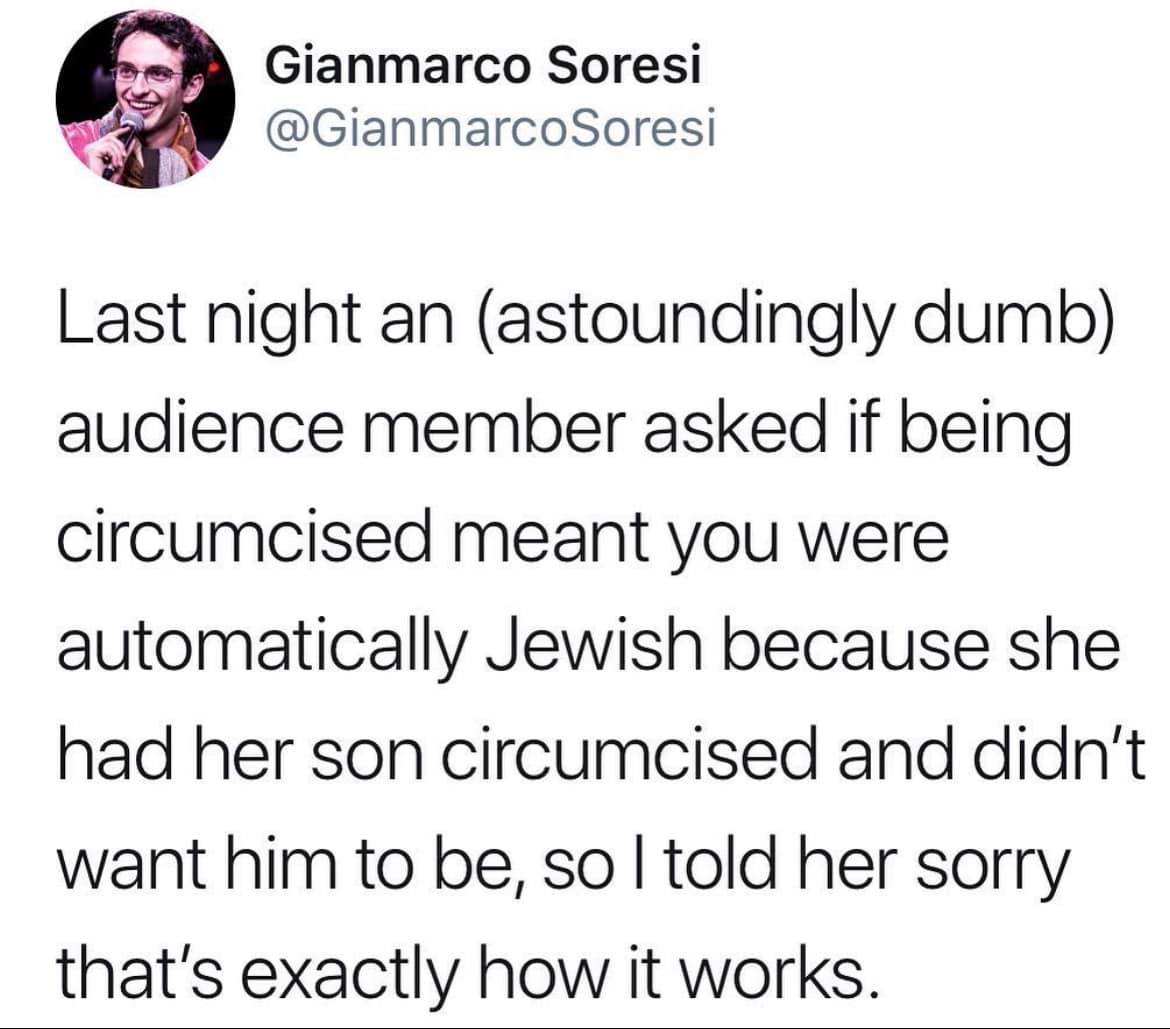 Gianmarco Soresi
@GianmarcoSoresi
Last night an (astoundingly dumb)
audience member asked if being
circumcised meant you were
automatically Jewish because she
had her son circumcised and didn’t
want him to be, so I told her sorry
that’s exactly how it works.